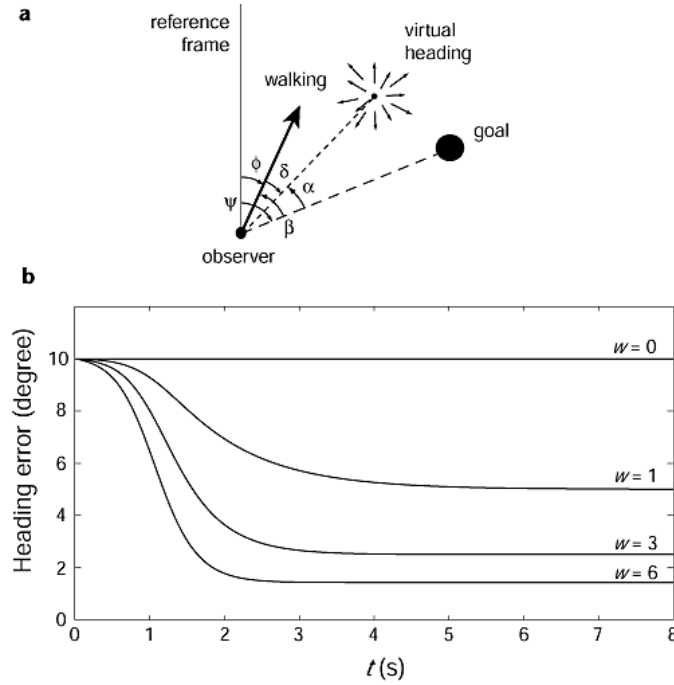 a
reference
frame
virtual
heading
walking
goal
ϕ
δ
α
ψ
β
observer
b
Heading error (degree)
10
8
6
4
2
0
w = 0
w = 1
w = 3
w = 6
0 1 2 3 4 5 6 7 8
t (s)